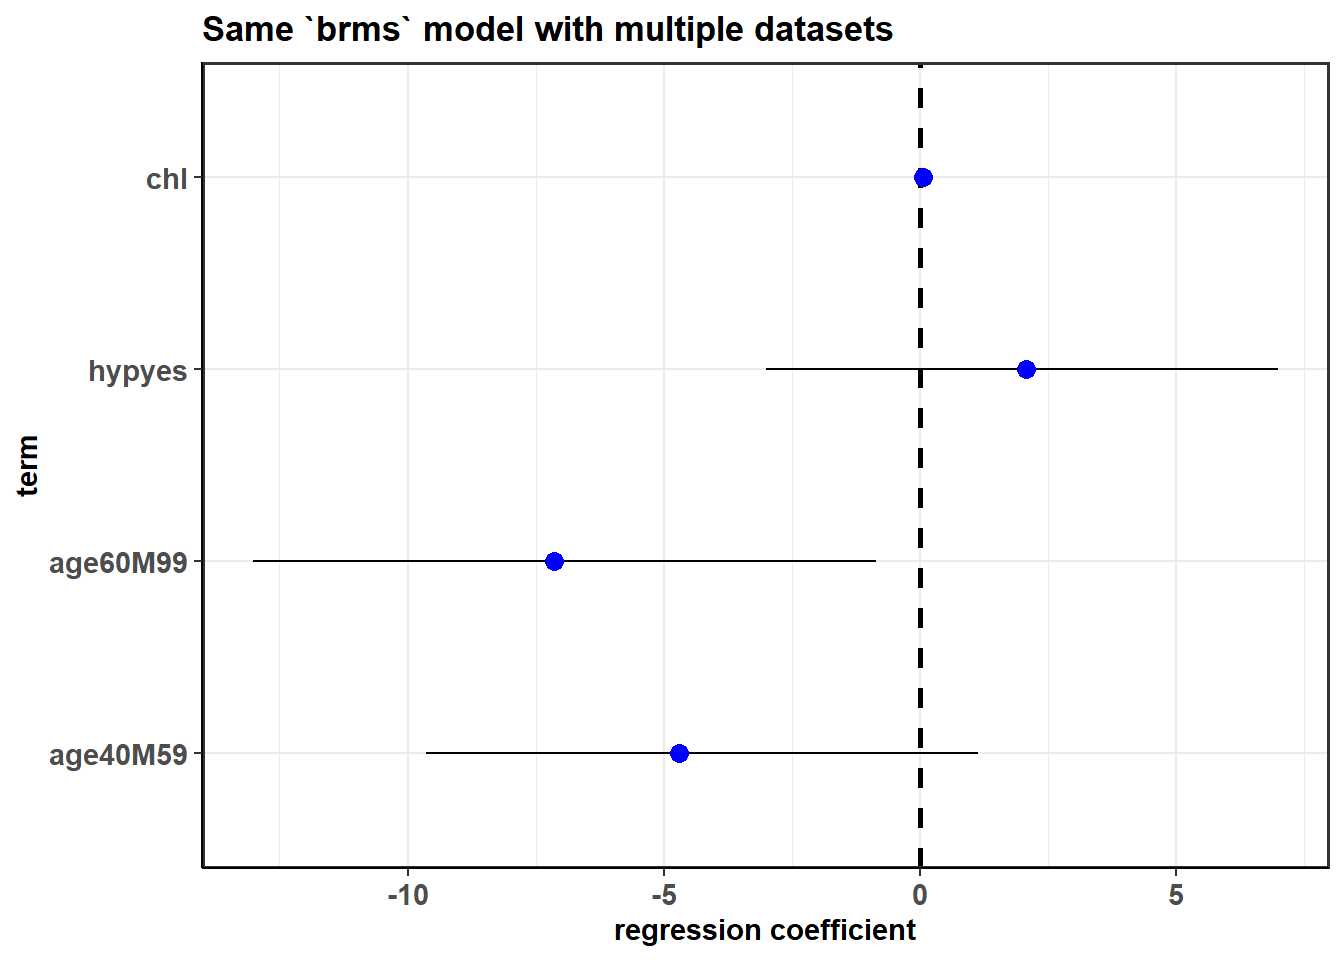 Same `brms` model with multiple datasets
chl
hypyes
age60M99
age40M59
term
-10 -5 0 5
regression coefficient